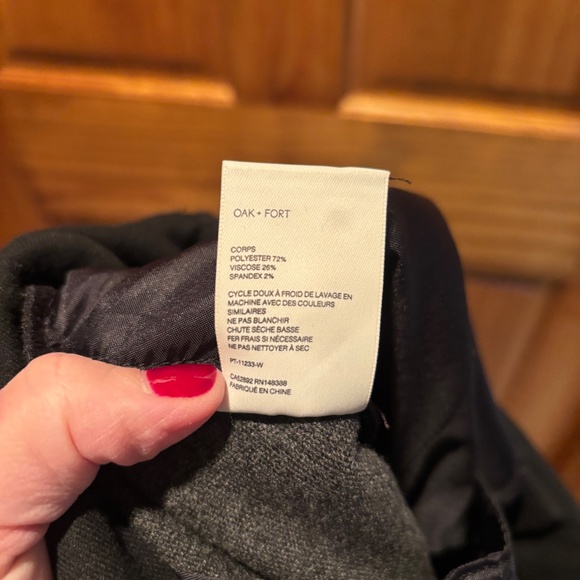 OAK + FORT
CORPS
POLYESTER 72%
VISCOSE 26%
SPANDEX 2%
CYCLE DOUX À FROID DE LAVAGE EN
MACHINE AVEC DES COULEURS
SIMILAIRES
NE PAS BLANCHIR
CHUTE SÈCHE BASSE
FER FRAIS SI NÉCESSAIRE
NE PAS NETTOYER À SEC
PT-11233-W
CA52892 RN148388
FABRIQUÉ EN CHINE